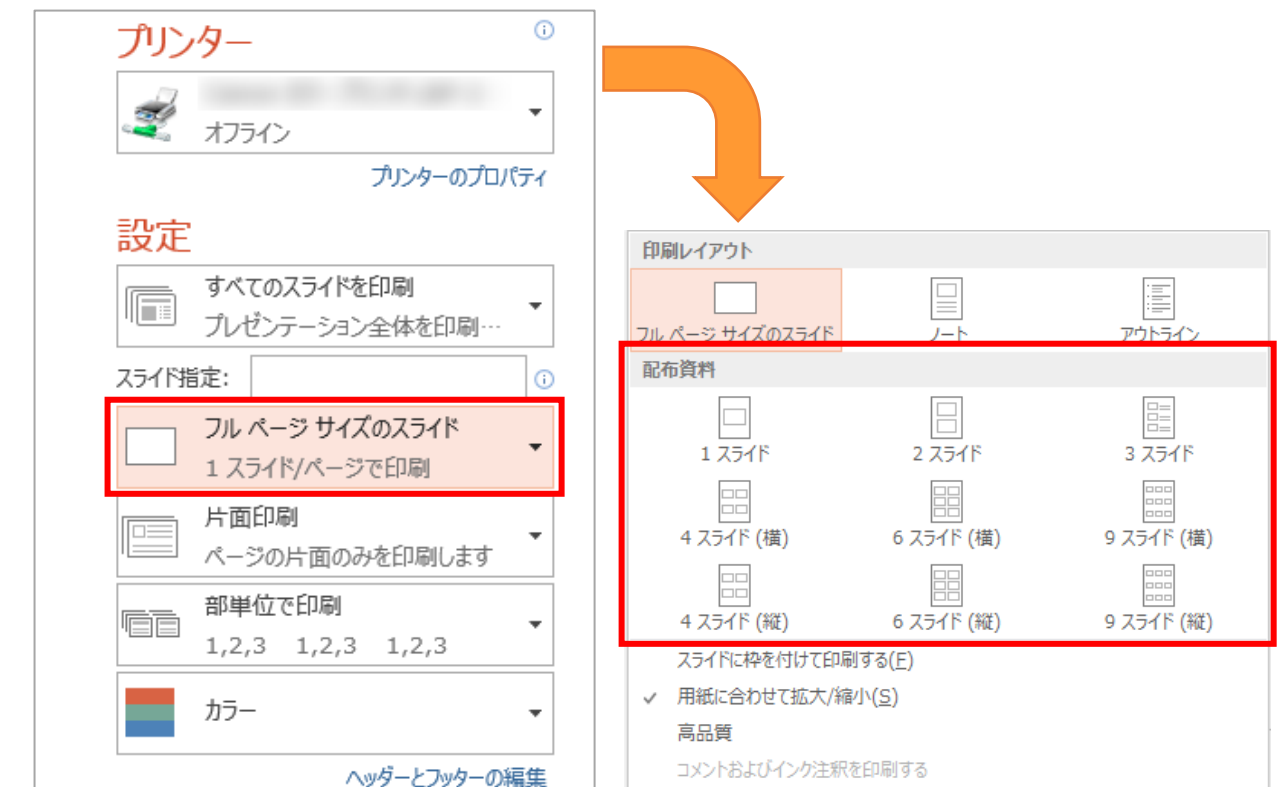 プリンター
オフライン
プリンターのプロパティ
設定
すべてのスライドを印刷
プレゼンテーション全体を印刷…
スライド指定:
フル ページ サイズのスライド
1 スライド/ページで印刷
片面印刷
ページの片面のみを印刷します
部単位で印刷
1,2,3 1,2,3 1,2,3
カラー
ヘッダーとフッターの編集
印刷レイアウト
フル ページ サイズのスライド ノート アウトライン
配布資料
1 スライド 2 スライド 3 スライド
4 スライド (横) 6 スライド (横) 9 スライド (横)
4 スライド (縦) 6 スライド (縦) 9 スライド (縦)
スライドに枠を付けて印刷する(F)
用紙に合わせて拡大/縮小(S)
高品質
コメントおよびインク注釈を印刷する